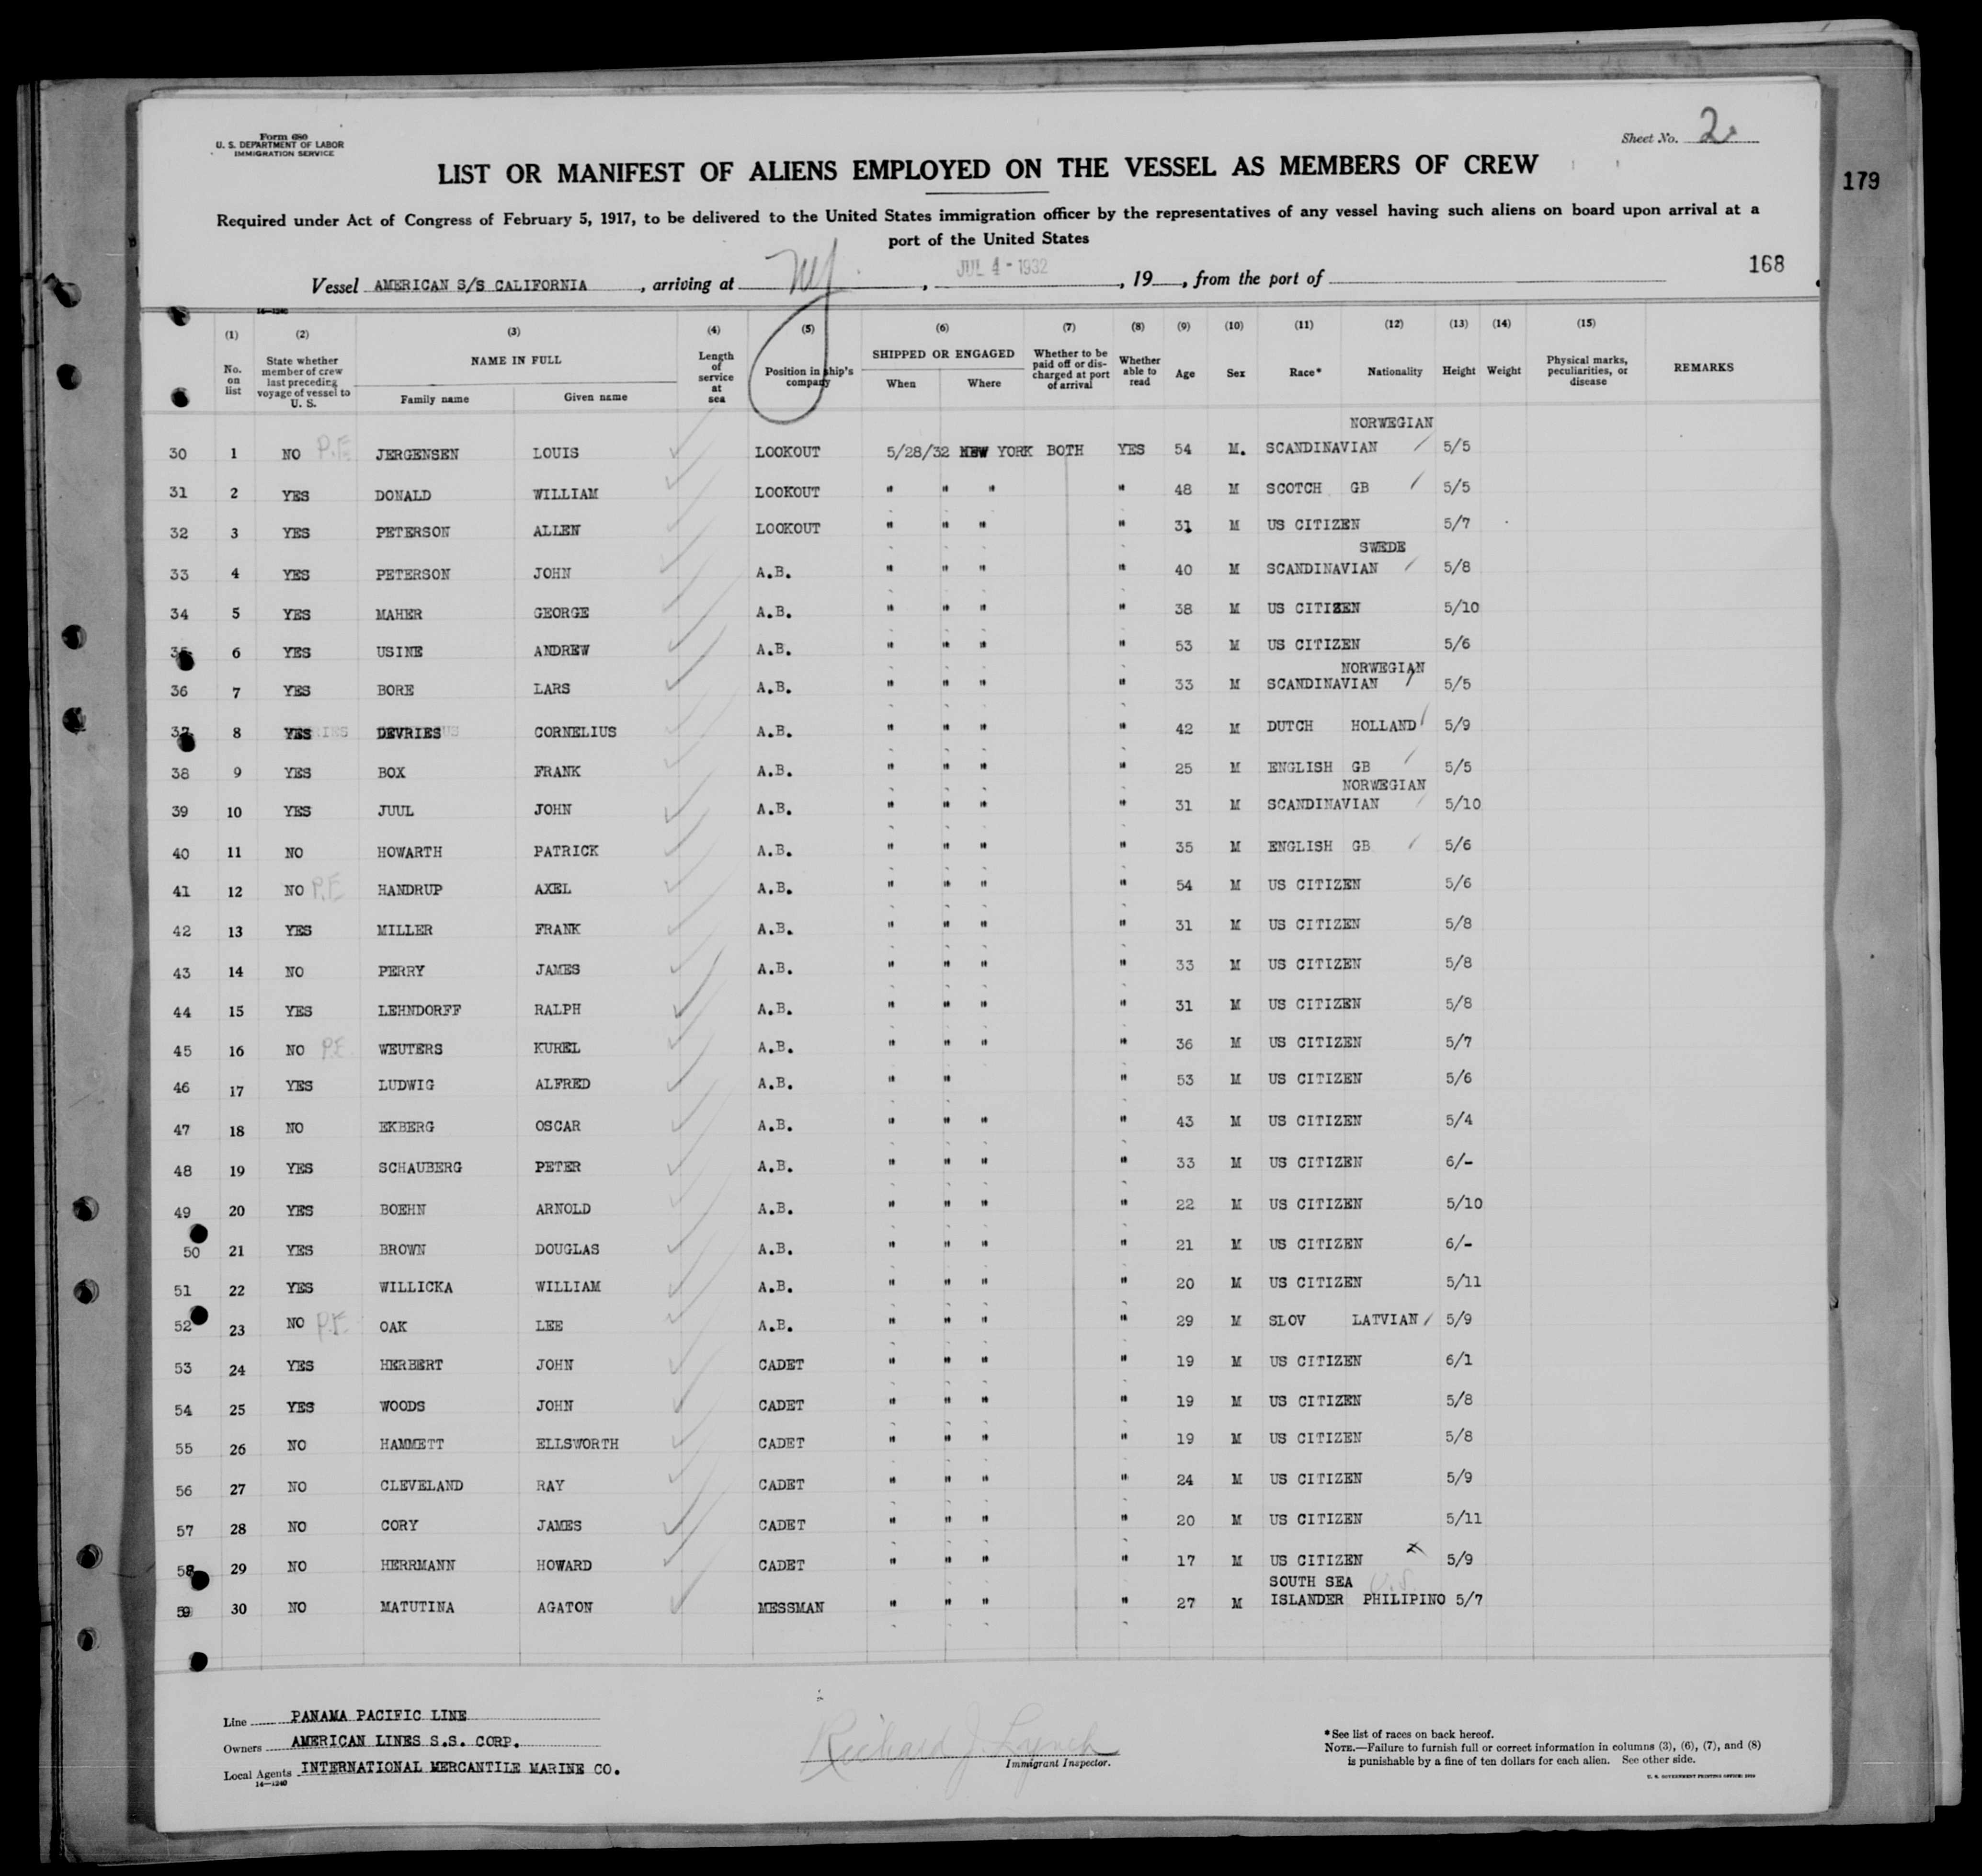 Form 680
U. S. DEPARTMENT OF LABOR
IMMIGRATION SERVICE
Sheet No. 2
LIST OR MANIFEST OF ALIENS EMPLOYED ON THE VESSEL AS MEMBERS OF CREW
179
Required under Act of Congress of February 5, 1917, to be delivered to the United States immigration officer by the representatives of any vessel having such aliens on board upon arrival at a
port of the United States
168
Vessel AMERICAN S/S CALIFORNIA, arriving at NY, JUL 4 - 1932, 19, from the port of
14-1240
(1) (2) (3) (4) (5) (6) (7) (8) (9) (10) (11) (12) (13) (14) (15)
No. on list State whether member of crew last preceding voyage of vessel to U. S. NAME IN FULL Length of service at sea Position in ship's company SHIPPED OR ENGAGED Whether to be paid off or discharged at port of arrival Whether able to read Age Sex Race* Nationality Height Weight Physical marks, peculiarities, or disease REMARKS
Family name Given name When Where
NORWEGIAN
30 1 NO P.E JERGENSEN LOUIS LOOKOUT 5/28/32 NEW YORK BOTH YES 54 M. SCANDINAVIAN 5/5
31 2 YES DONALD WILLIAM LOOKOUT " " " " 48 M SCOTCH GB 5/5
32 3 YES PETERSON ALLEN LOOKOUT " " " " 31 M US CITIZEN 5/7
SWEDE
33 4 YES PETERSON JOHN A.B. " " " " 40 M SCANDINAVIAN 5/8
34 5 YES MAHER GEORGE A.B. " " " " 38 M US CITIZEN 5/10
35 6 YES USINE ANDREW A.B. " " " " 53 M US CITIZEN 5/6
NORWEGIAN
36 7 YES BORE LARS A.B. " " " " 33 M SCANDINAVIAN 5/5
37 8 YES DEVRIES CORNELIUS A.B. " " " " 42 M DUTCH HOLLAND 5/9
38 9 YES BOX FRANK A.B. " " " " 25 M ENGLISH GB 5/5
NORWEGIAN
39 10 YES JUUL JOHN A.B. " " " " 31 M SCANDINAVIAN 5/10
40 11 NO HOWARTH PATRICK A.B. " " " " 35 M ENGLISH GB 5/6
41 12 NO P.E HANDRUP AXEL A.B. " " " " 54 M US CITIZEN 5/6
42 13 YES MILLER FRANK A.B. " " " " 31 M US CITIZEN 5/8
43 14 NO PERRY JAMES A.B. " " " " 33 M US CITIZEN 5/8
44 15 YES LEHNDORFF RALPH A.B. " " " " 31 M US CITIZEN 5/8
45 16 NO P.E. WEUTERS KUREL A.B. " " " " 36 M US CITIZEN 5/7
46 17 YES LUDWIG ALFRED A.B. " " " 53 M US CITIZEN 5/6
47 18 NO EKBERG OSCAR A.B. " " " " 43 M US CITIZEN 5/4
48 19 YES SCHAUBERG PETER A.B. " " " " 33 M US CITIZEN 6/-
49 20 YES BOEHN ARNOLD A.B. " " " " 22 M US CITIZEN 5/10
50 21 YES BROWN DOUGLAS A.B. " " " " 21 M US CITIZEN 6/-
51 22 YES WILLICKA WILLIAM A.B. " " " " 20 M US CITIZEN 5/11
52 23 NO P.E. OAK LEE A.B. " " " " 29 M SLOV LATVIAN 5/9
53 24 YES HERBERT JOHN CADET " " " " 19 M US CITIZEN 6/1
54 25 YES WOODS JOHN CADET " " " " 19 M US CITIZEN 5/8
55 26 NO HAMMETT ELLSWORTH CADET " " " " 19 M US CITIZEN 5/8
56 27 NO CLEVELAND RAY CADET " " " " 24 M US CITIZEN 5/9
57 28 NO CORY JAMES CADET " " " " 20 M US CITIZEN 5/11
58 29 NO HERRMANN HOWARD CADET " " " " 17 M US CITIZEN x 5/9
SOUTH SEA U.S.
59 30 NO MATUTINA AGATON MESSMAN " " " " 27 M ISLANDER PHILIPINO 5/7
Line PANAMA PACIFIC LINE
Owners AMERICAN LINES S.S. CORP.
Local Agents INTERNATIONAL MERCANTILE MARINE CO.
14-1240
Richard J. Lynch
Immigrant Inspector.
*See list of races on back hereof.
NOTE.—Failure to furnish full or correct information in columns (3), (6), (7), and (8)
is punishable by a fine of ten dollars for each alien. See other side.